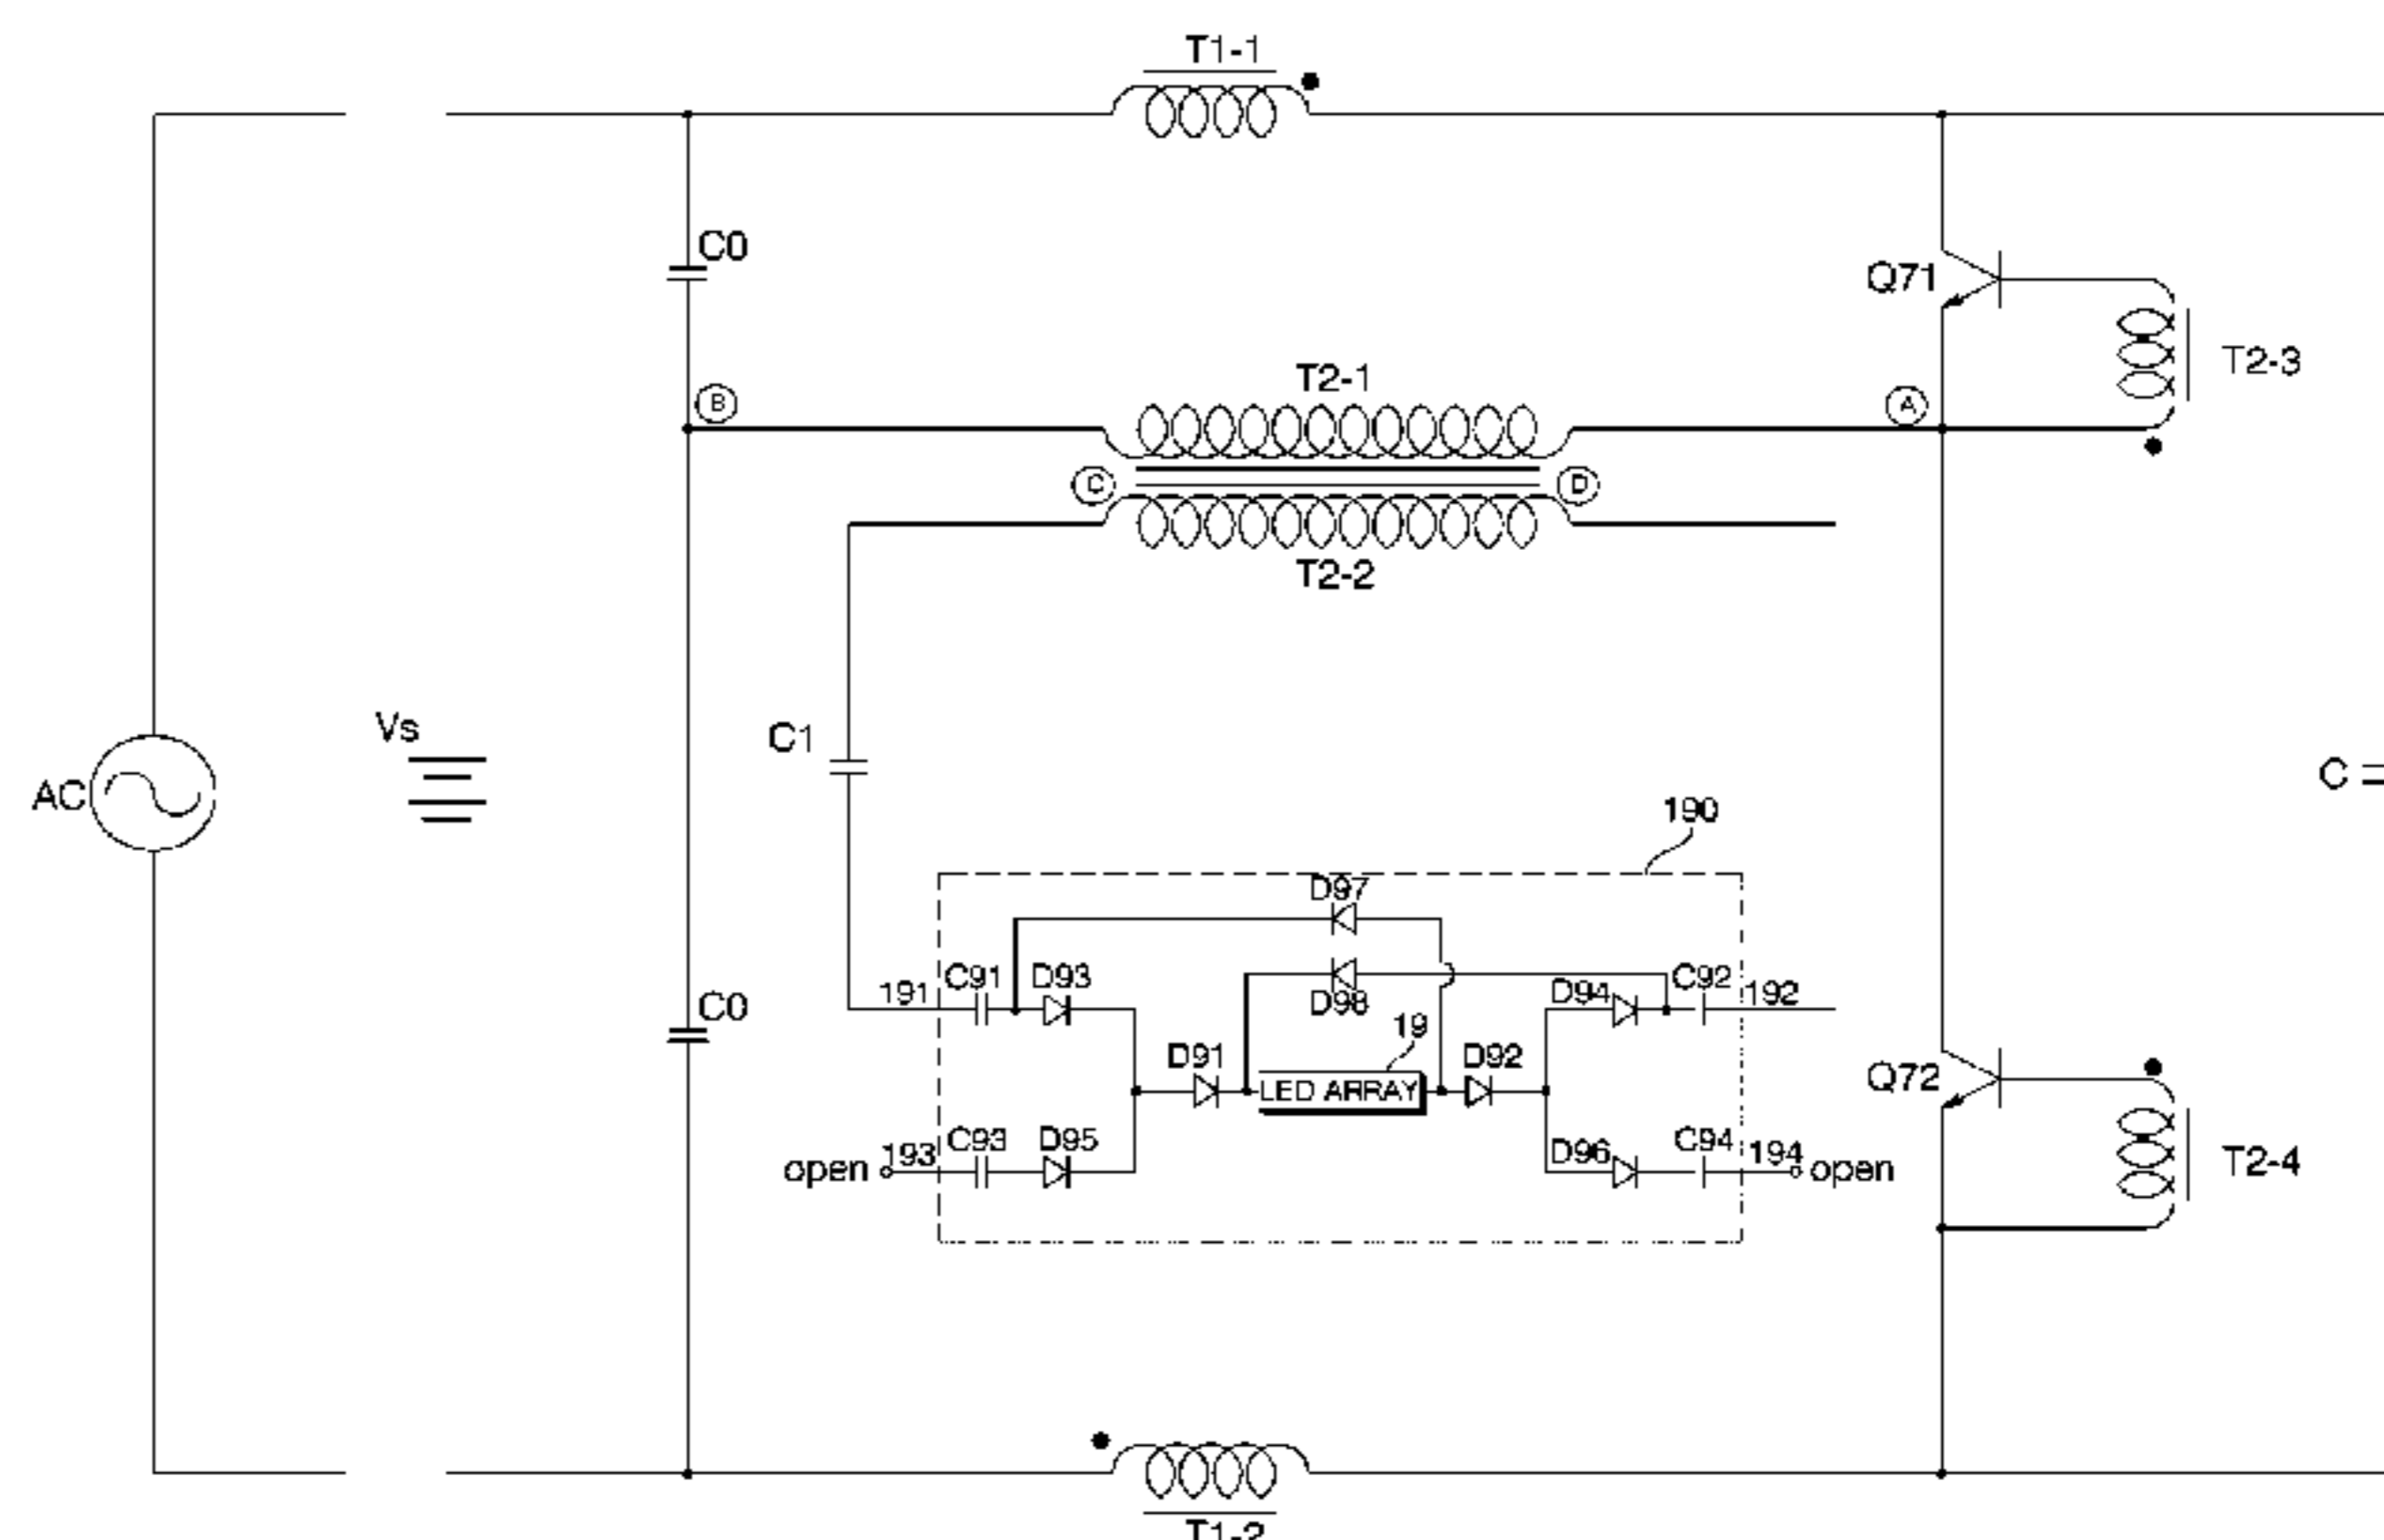 T1-1
C0
Q71
T2-3
T2-1
B
A
C
D
T2-2
Vs
C1
AC
C
190
D97
C91
D93
D98
D94
C92
191
192
19
C0
D91
LED ARRAY
D92
Q72
C93
D95
D96
C94
open
193
194
open
T2-4
T1-2